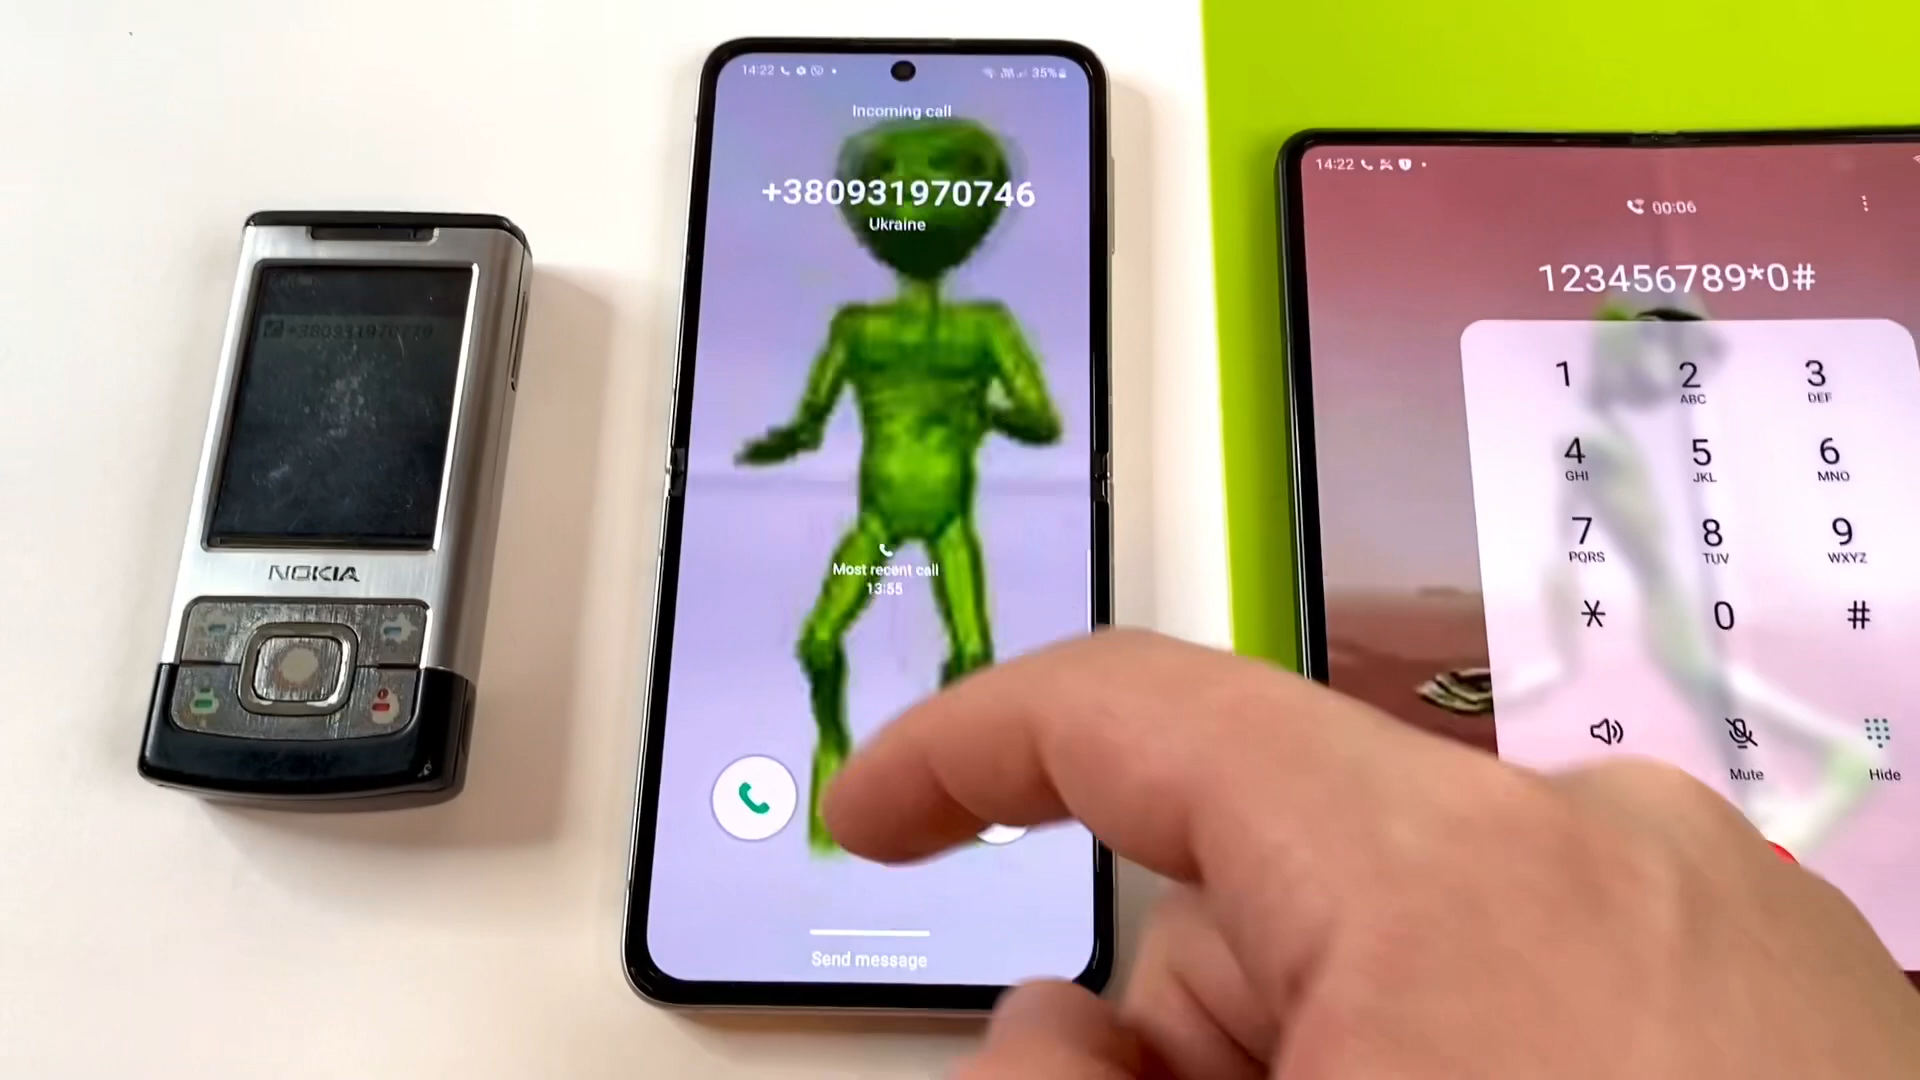 NOKIA
14:22
35%
Incoming call
+380931970746
Ukraine
Most recent call
13:55
Send message
14:22
00:06
123456789*0#
1
2
ABC
3
DEF
4
GHI
5
JKL
6
MNO
7
PQRS
8
TUV
9
WXYZ
*
0
#
Mute
Hide